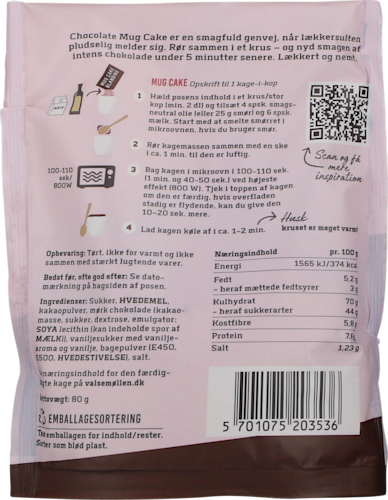 Chocolate Mug Cake er en smagfuld genvej, når lækkersulten
pludselig melder sig. Rør sammen i et krus – og nyd smagen af
intens chokolade under 5 minutter senere. Lækkert og nemt.
MUG CAKE Opskrift til 1 kage-i-kop
1 Hæld posens indhold i et krus/stor
kop (min. 2 dl) og tilsæt 4 spsk. smags-
neutral olie (eller 25 g smør) og 6 spsk.
mælk. Start med at smelte smørret i
mikroovnen, hvis du bruger smør.
2 Rør kagemassen sammen med en ske
i ca. 1 min. til den er luftig.
100-110
sek/
800W
3 Bag kagen i mikroovn i 100-110 sek.
(1 min. og 40-50 sek.) ved højeste
effekt (800 W). Tjek i toppen af kagen
om den er færdig, hvis overfladen
stadig er flydende, kan du give den
10-20 sek. mere.
4 Lad kagen køle af i ca. 1-2 min.
Scan og få
mere
inspiration
Husk
kruset er meget varmt
Opbevaring: Tørt, ikke for varmt og ikke
sammen med stærkt lugtende varer.
Bedst før, ofte god efter: Se dato-
mærkning på bagsiden af posen.
Ingredienser: Sukker, HVEDEMEL,
kakaopulver, mørk chokolade (kakao-
masse, sukker, dextrose, emulgator:
SOYA lecithin (kan indeholde spor af
MÆLK)), vaniljesukker med vanilje-
aroma og vanilje, bagepulver (E450,
E500, HVEDESTIVELSE), salt.
næringsindhold for den færdig-
gte kage på valsemøllen.dk
Nettovægt: 80 g
EMBALLAGESORTERING
Tøm emballagen for indhold/rester.
Sorter som blød plast.
Næringsindhold pr. 100 g
Energi 1565 kJ/374 kcal
Fedt 5,2 g
– heraf mættede fedtsyrer 3 g
Kulhydrat 70 g
– heraf sukkerarter 44 g
Kostfibre 5,8 g
Protein 7,8 g
Salt 1,23 g
5 701075 203536